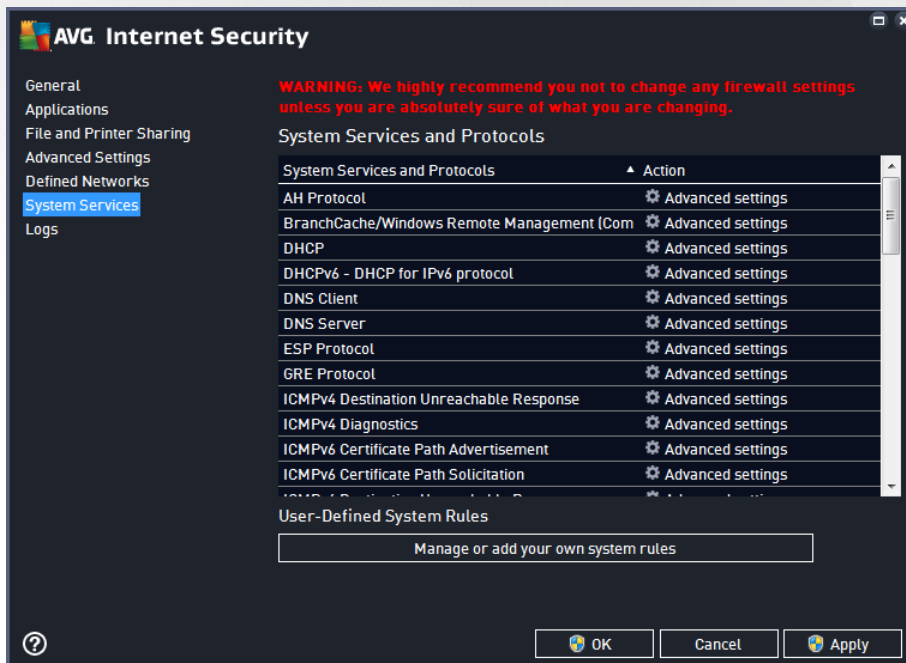 AVG Internet Security
General
Applications
File and Printer Sharing
Advanced Settings
Defined Networks
System Services
Logs
WARNING: We highly recommend you not to change any firewall settings
unless you are absolutely sure of what you are changing.
System Services and Protocols
System Services and Protocols Action
AH Protocol Advanced settings
BranchCache/Windows Remote Management (Com Advanced settings
DHCP Advanced settings
DHCPv6 - DHCP for IPv6 protocol Advanced settings
DNS Client Advanced settings
DNS Server Advanced settings
ESP Protocol Advanced settings
GRE Protocol Advanced settings
ICMPv4 Destination Unreachable Response Advanced settings
ICMPv4 Diagnostics Advanced settings
ICMPv6 Certificate Path Advertisement Advanced settings
ICMPv6 Certificate Path Solicitation Advanced settings
User-Defined System Rules
Manage or add your own system rules
? OK Cancel Apply